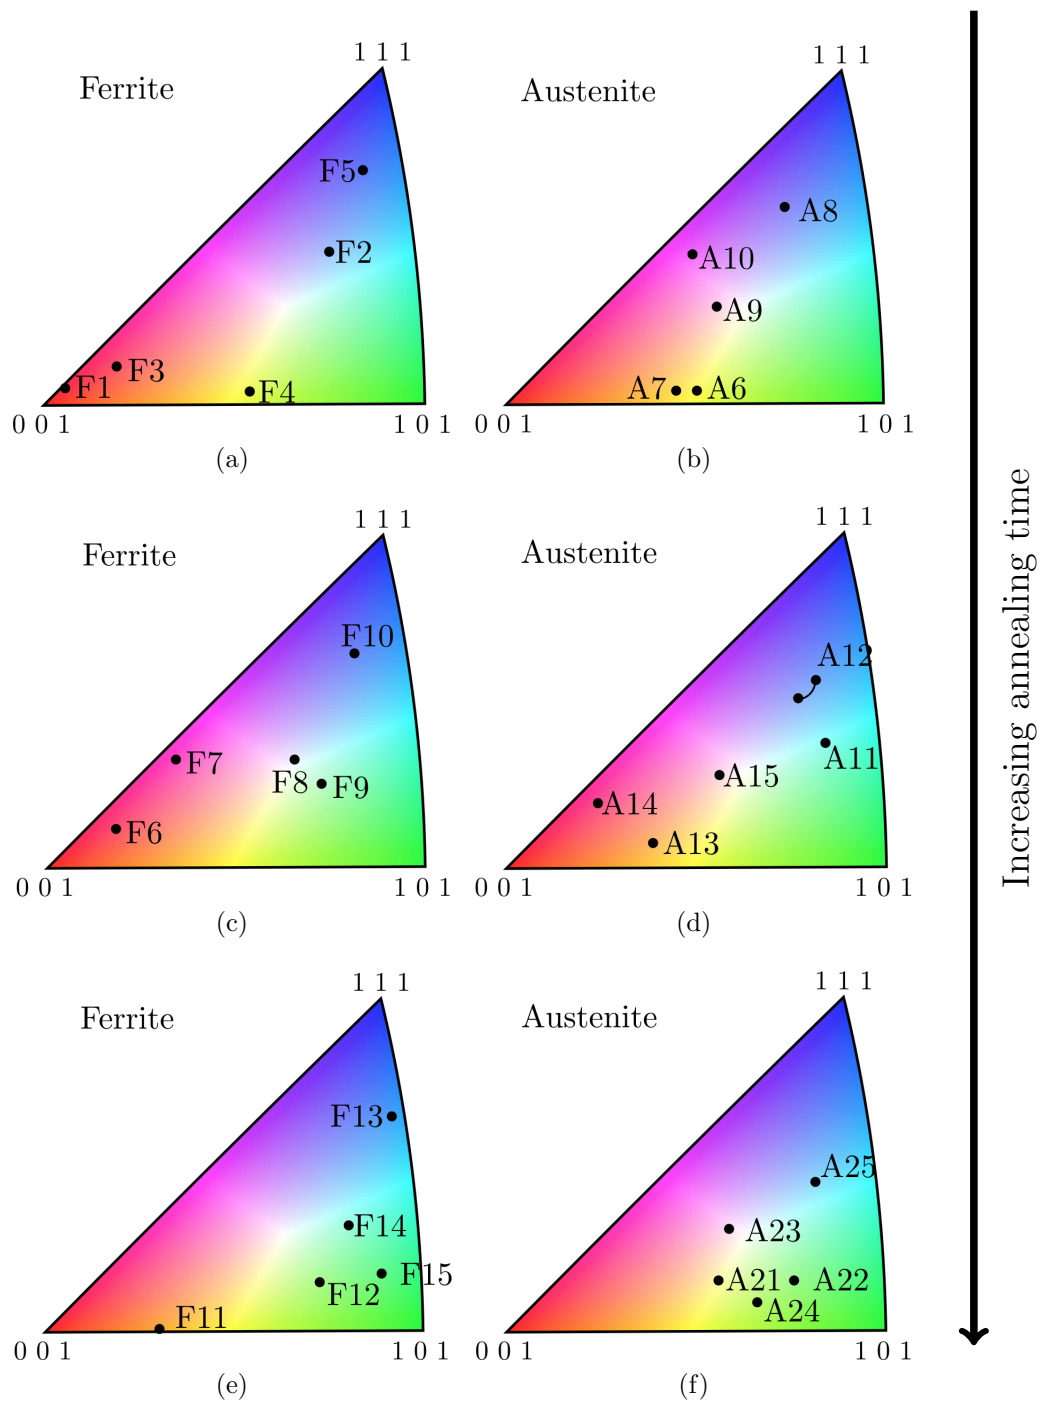 1 1 1
Ferrite
F5
F2
F3
F1
F4
0 0 1
1 0 1
(a)
1 1 1
Austenite
A8
A10
A9
A7
A6
0 0 1
1 0 1
(b)
1 1 1
Ferrite
F10
F7
F8
F9
F6
0 0 1
1 0 1
(c)
1 1 1
Austenite
A12
A11
A15
A14
A13
0 0 1
1 0 1
(d)
1 1 1
Ferrite
F13
F14
F15
F12
F11
0 0 1
1 0 1
(e)
1 1 1
Austenite
A25
A23
A21
A22
A24
0 0 1
1 0 1
(f)
Increasing annealing time